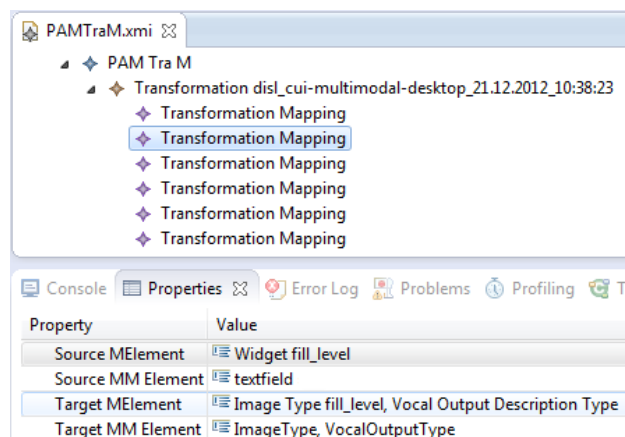 PAMTraM.xmi
PAM Tra M
Transformation disl_cui-multimodal-desktop_21.12.2012_10:38:23
Transformation Mapping
Transformation Mapping
Transformation Mapping
Transformation Mapping
Transformation Mapping
Transformation Mapping
Console Properties Error Log Problems Profiling T
Property Value
Source MElement Widget fill_level
Source MM Element textfield
Target MElement Image Type fill_level, Vocal Output Description Type
Target MM Element ImageType, VocalOutputType